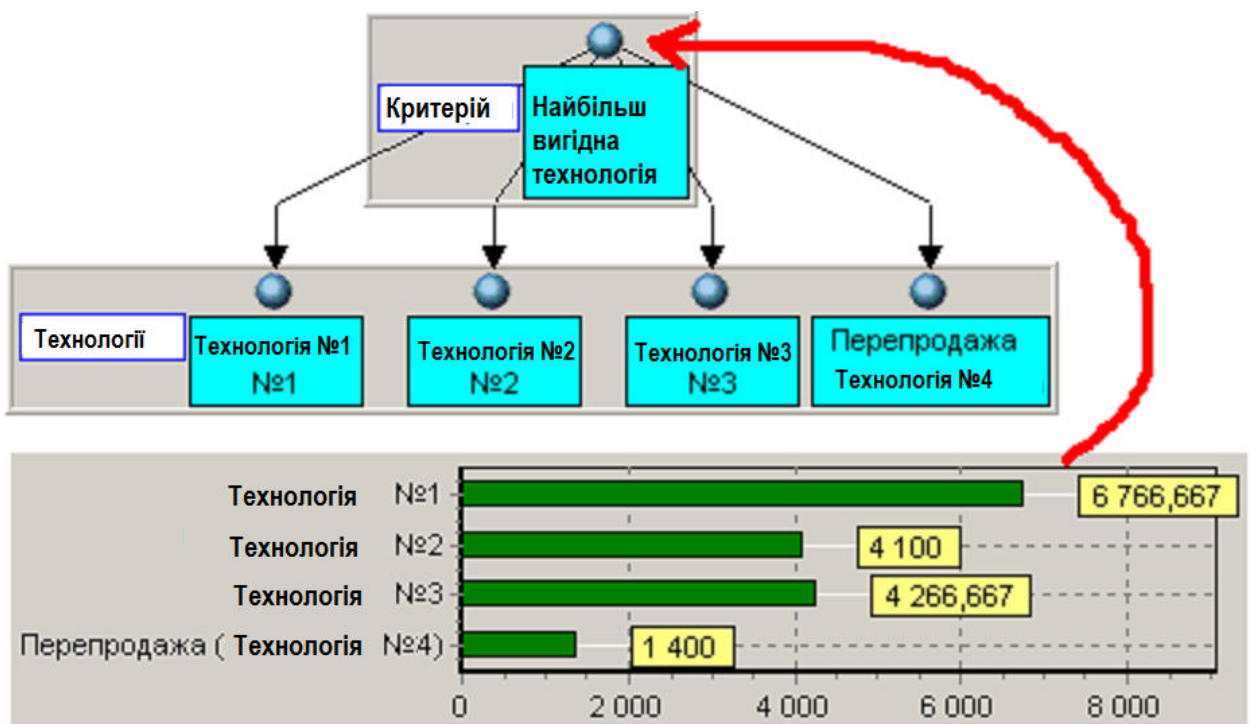 Критерій
Найбільш
вигідна
технологія
Технології
Технологія №1
№1
Технологія №2
№2
Технологія №3
№3
Перепродажа
Технологія №4
Технологія №1 6 766,667
Технологія №2 4 100
Технологія №3 4 266,667
Перепродажа ( Технологія №4) 1 400
0 2 000 4 000 6 000 8 000